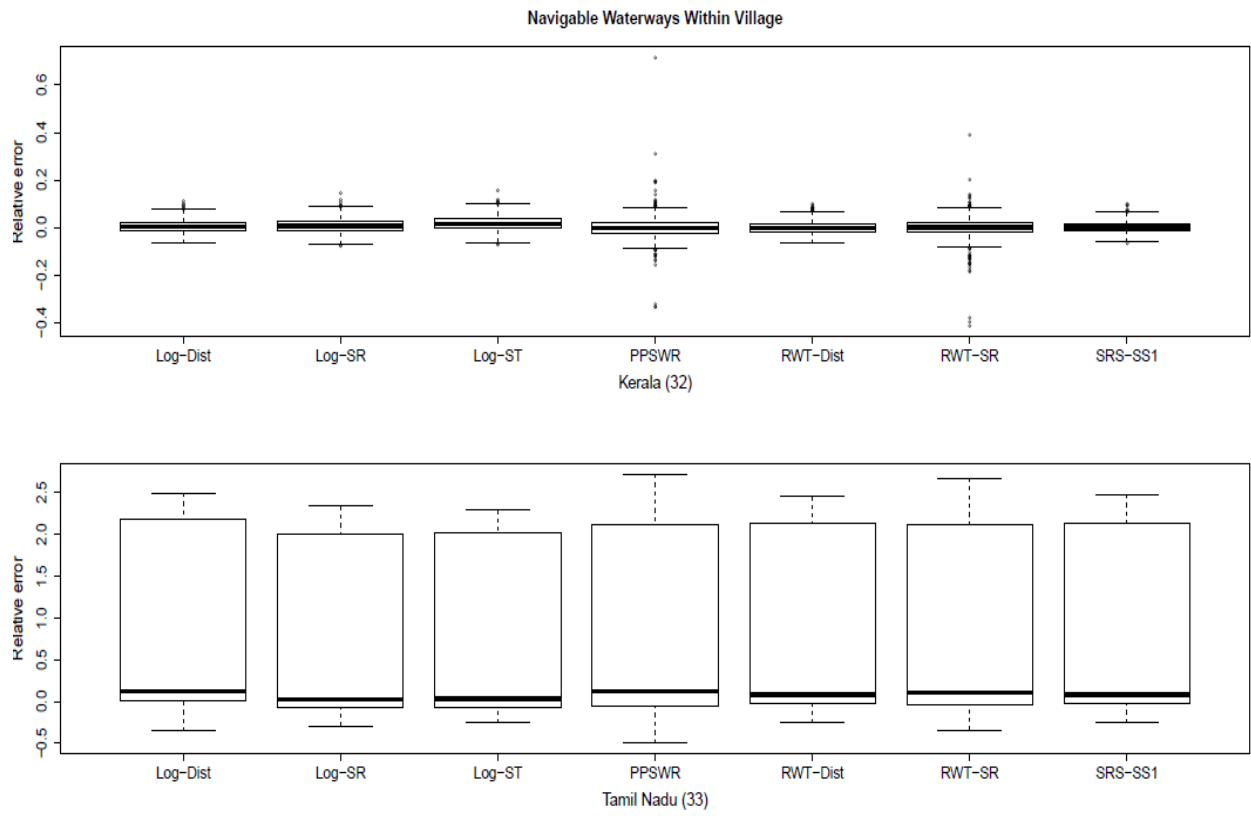 Navigable Waterways Within Village
Relative error
0.6
0.4
0.2
0.0
−0.2
−0.4
Log−Dist Log−SR Log−ST PPSWR RWT−Dist RWT−SR SRS−SS1
Kerala (32)
Relative error
2.5
2.0
1.5
1.0
0.5
0.0
−0.5
Log−Dist Log−SR Log−ST PPSWR RWT−Dist RWT−SR SRS−SS1
Tamil Nadu (33)